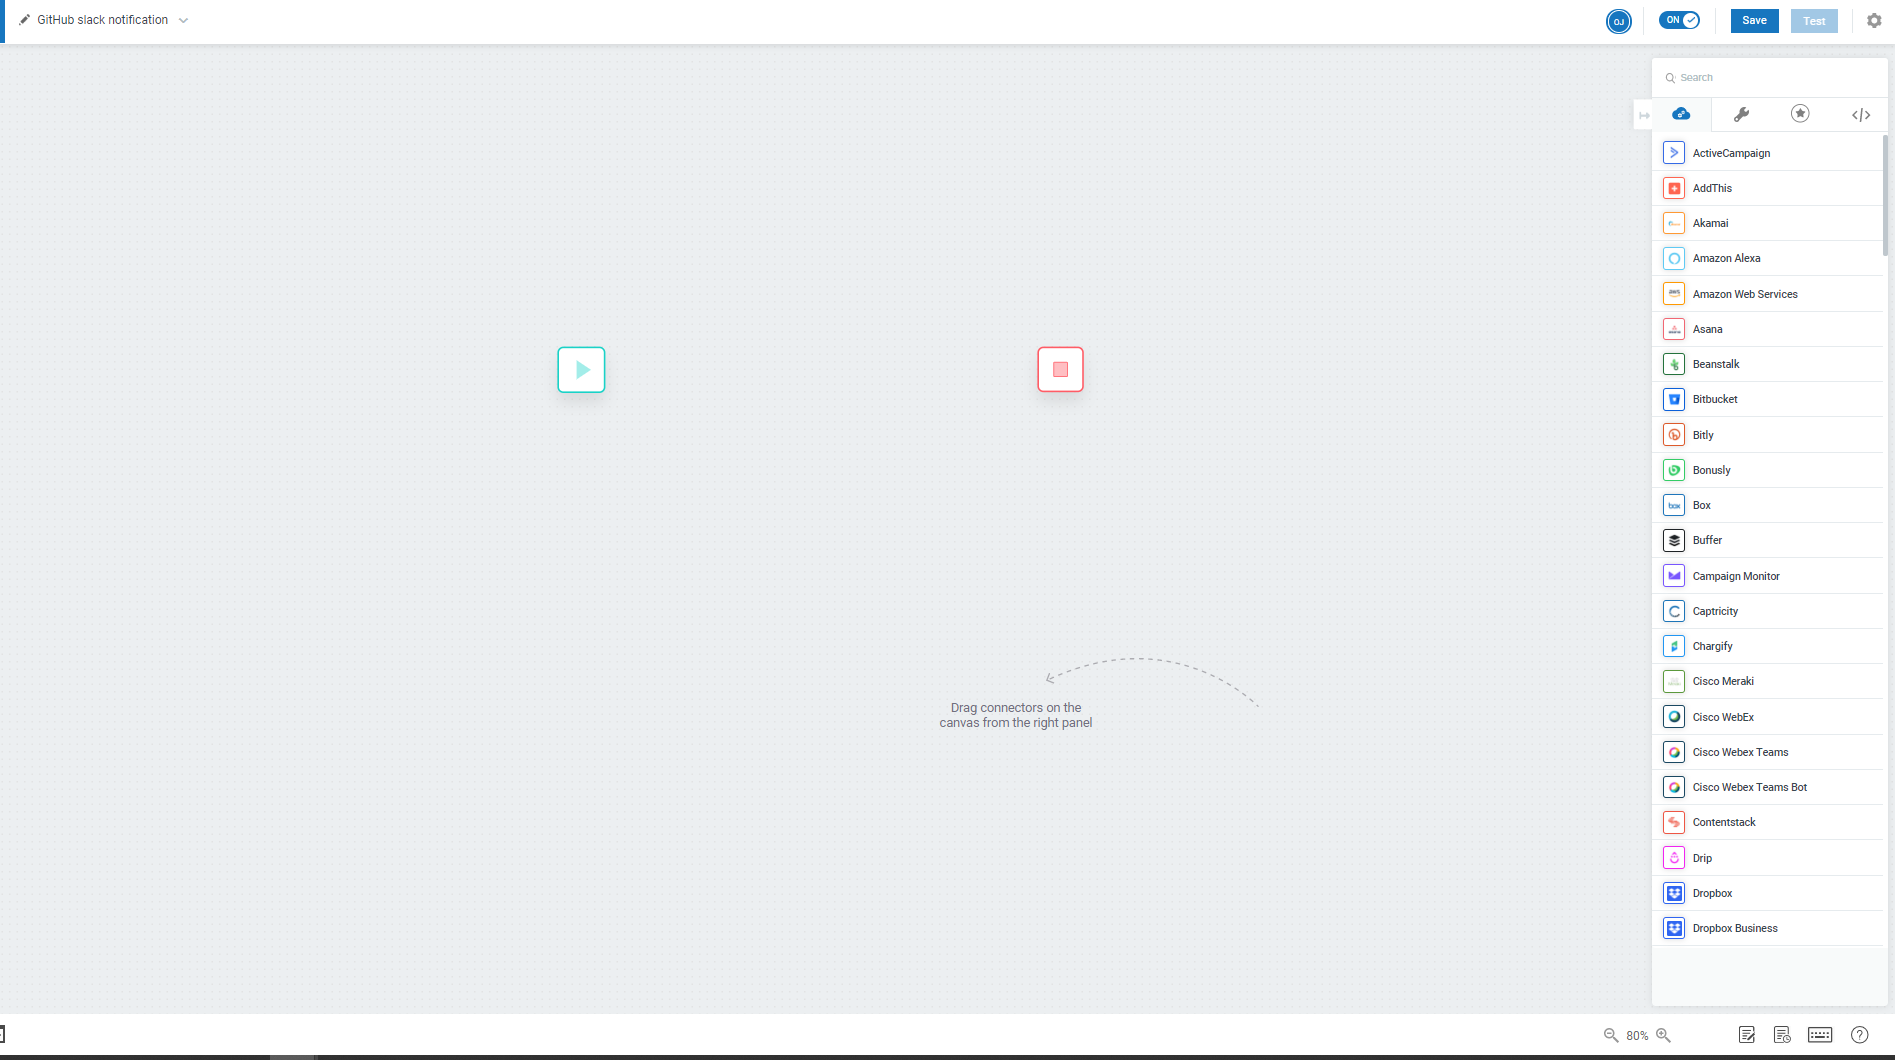 GitHub slack notification
OJ
ON
Save
Test
Search
ActiveCampaign
AddThis
Akamai
Amazon Alexa
Amazon Web Services
Asana
Beanstalk
Bitbucket
Bitly
Bonusly
box
Box
Buffer
Campaign Monitor
Captricity
Chargify
Cisco Meraki
Cisco WebEx
Cisco Webex Teams
Cisco Webex Teams Bot
Contentstack
Drip
Dropbox
Dropbox Business
Drag connectors on the
canvas from the right panel
80%